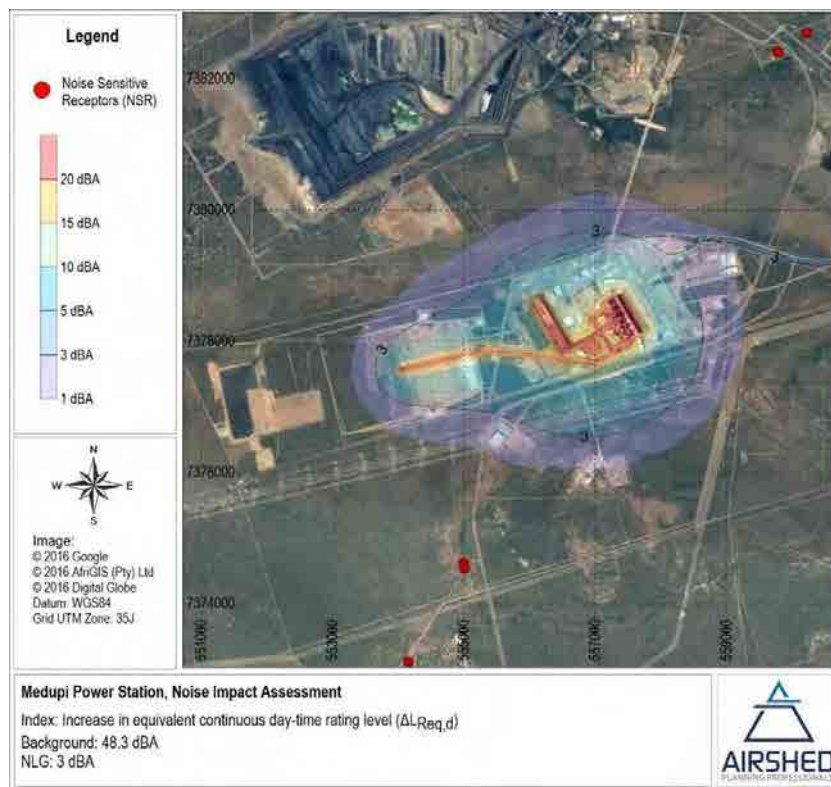 Legend
Noise Sensitive
Receptors (NSR)
20 dBA
15 dBA
10 dBA
5 dBA
3 dBA
1 dBA
N
W
E
S
Image:
© 2016 Google
© 2016 AfriGIS (Pty) Ltd
© 2016 Digital Globe
Datum: WGS84
Grid UTM Zone: 35J
7382000
7380000
7378000
7376000
7374000
551000
553000
555000
557000
559000
3
3
3
3
Medupi Power Station, Noise Impact Assessment
Index: Increase in equivalent continuous day-time rating level (ΔLReq,d)
Background: 48.3 dBA
NLG: 3 dBA
AIRSHED
PLANNING PROFESSIONALS